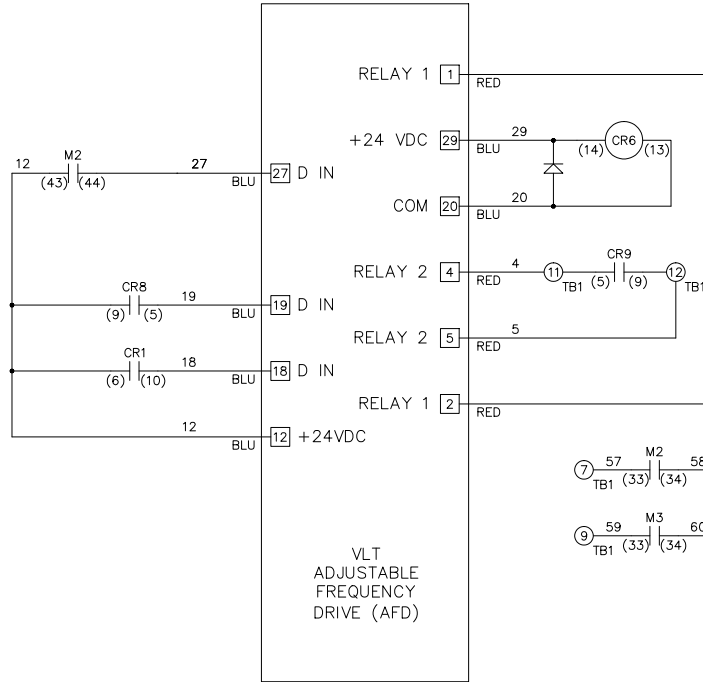 RELAY 1 1 RED
12 M2 27
(43) (44) BLU 27 D IN
+24 VDC 29 29 BLU
(14) CR6 (13)
COM 20 20 BLU
RELAY 2 4 4 RED
11 TB1 CR9 (5) (9) 12 TB1
CR8 19
(9) (5) BLU 19 D IN
RELAY 2 5 5 RED
CR1 18
(6) (10) BLU 18 D IN
RELAY 1 2 RED
12 BLU 12 +24VDC
7 TB1 57 M2 58
(33) (34)
9 TB1 59 M3 60
(33) (34)
VLT
ADJUSTABLE
FREQUENCY
DRIVE (AFD)